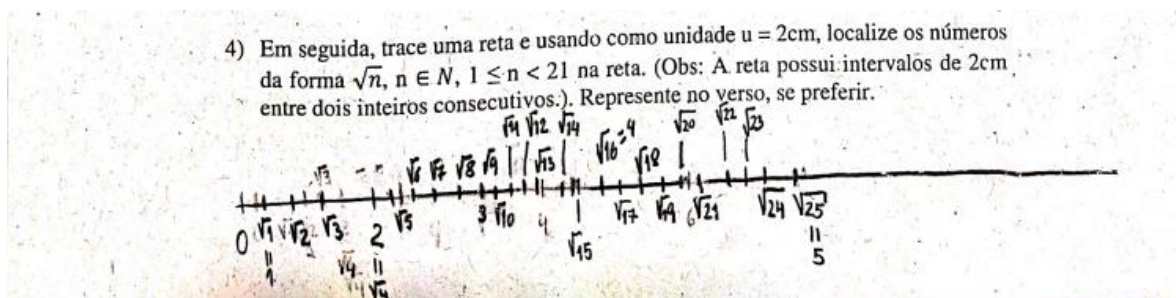 4) Em seguida, trace uma reta e usando como unidade u = 2cm, localize os números
da forma √n, n ∈ N, 1 ≤ n < 21 na reta. (Obs: A reta possui intervalos de 2cm
entre dois inteiros consecutivos.). Represente no verso, se preferir.
√11 √12 √14 √16=4 √20 √22 √23
√3 √6 √7 √8 √9 √13 √18
0 √1 √2 √3 2 √5 3 √10 4 √17 √19 6 √21 √24 √25
= 1 √4 = √4 √15 = 5